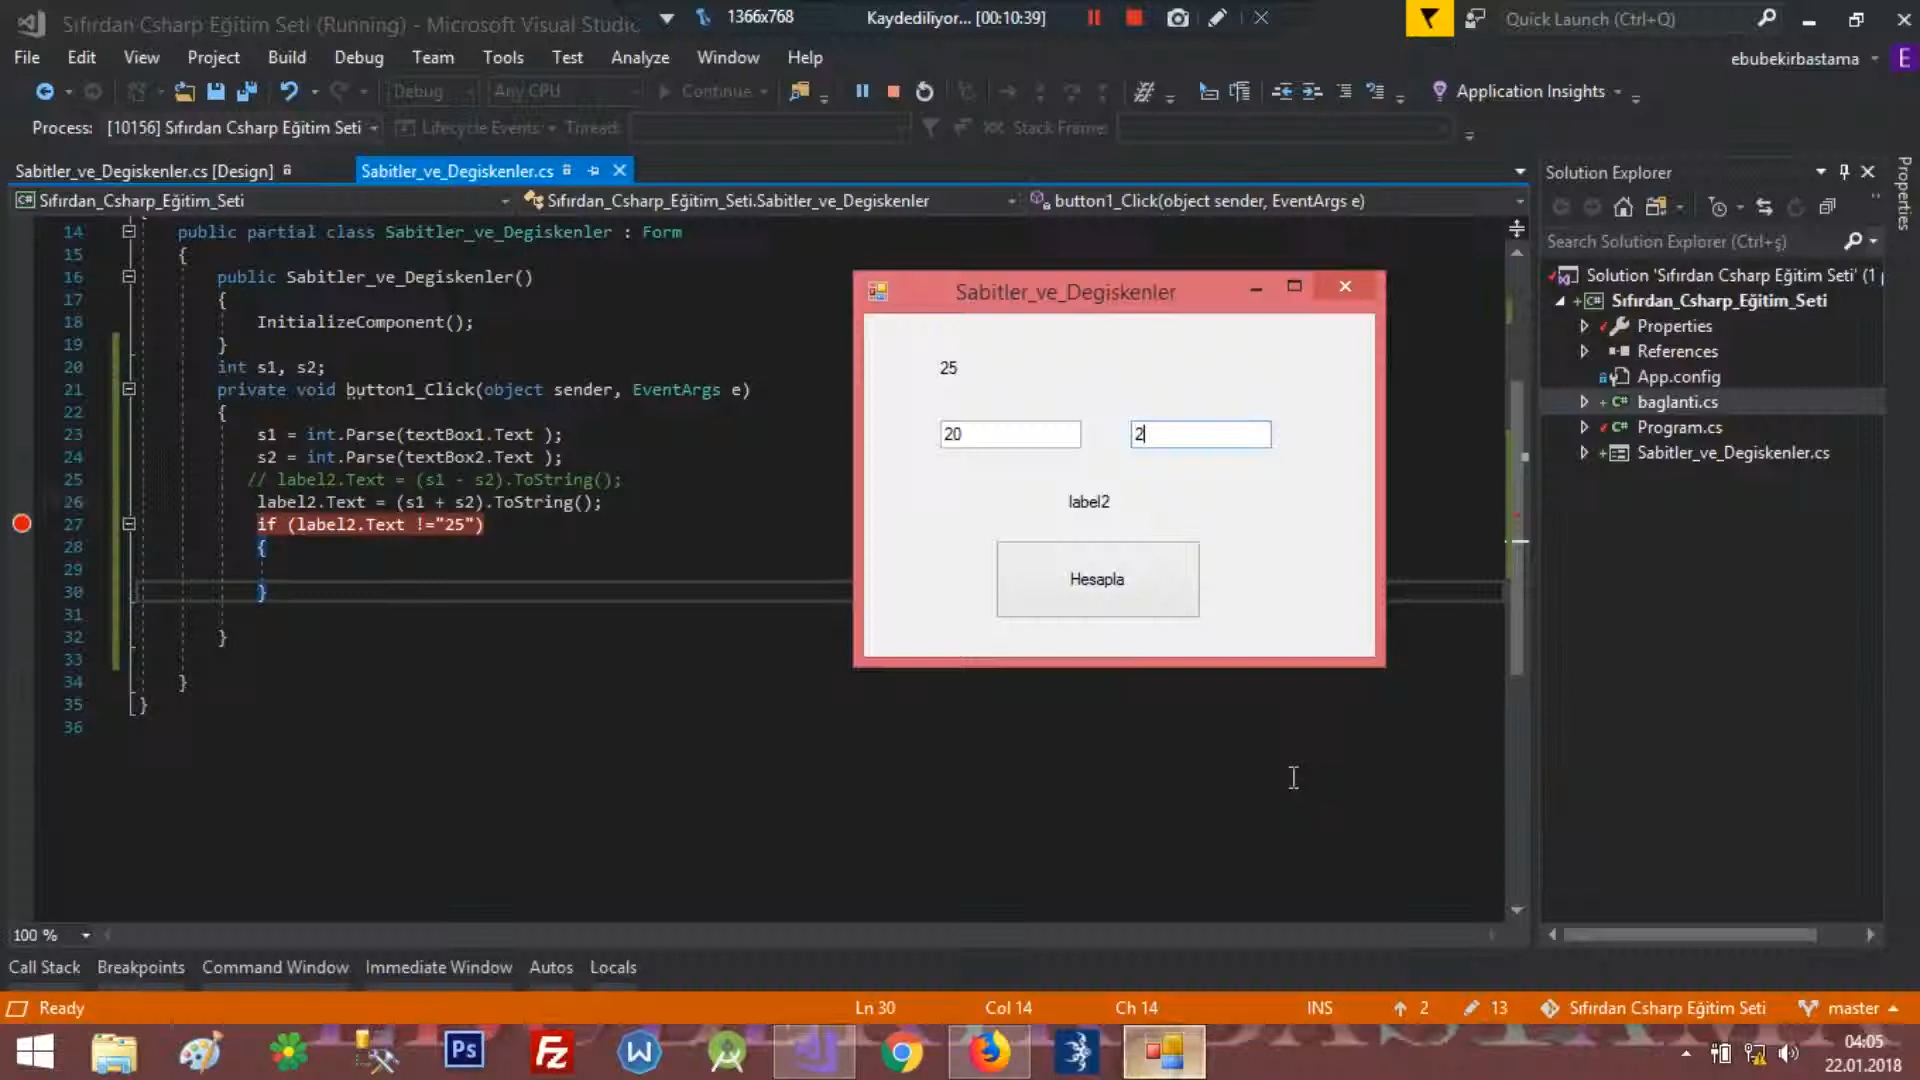 Sıfırdan Csharp Eğitim Seti (Running) - Microsoft Visual Studio
1366x768
Kaydediliyor... [00:10:39]
Quick Launch (Ctrl+Q)
File Edit View Project Build Debug Team Tools Test Analyze Window Help
ebubekirbastama E
Debug Any CPU Continue Application Insights
Process: [10156] Sıfırdan Csharp Eğitim Seti Lifecycle Events Thread: Stack Frame:
Sabitler_ve_Degiskenler.cs [Design] Sabitler_ve_Degiskenler.cs
Sıfırdan_Csharp_Eğitim_Seti Sıfırdan_Csharp_Eğitim_Seti.Sabitler_ve_Degiskenler button1_Click(object sender, EventArgs e)
14 public partial class Sabitler_ve_Degiskenler : Form
15 {
16 public Sabitler_ve_Degiskenler()
17 {
18 InitializeComponent();
19 }
20 int s1, s2;
21 private void button1_Click(object sender, EventArgs e)
22 {
23 s1 = int.Parse(textBox1.Text );
24 s2 = int.Parse(textBox2.Text );
25 // label2.Text = (s1 - s2).ToString();
26 label2.Text = (s1 + s2).ToString();
27 if (label2.Text !="25")
28 {
29
30 }
31
32 }
33
34 }
35 }
36
Sabitler_ve_Degiskenler
25
20 2
label2
Hesapla
Solution Explorer
Search Solution Explorer (Ctrl+ş)
Solution 'Sıfırdan Csharp Eğitim Seti' (1 p
Sıfırdan_Csharp_Eğitim_Seti
Properties
References
App.config
baglanti.cs
Program.cs
Sabitler_ve_Degiskenler.cs
Properties
100 %
Call Stack Breakpoints Command Window Immediate Window Autos Locals
Ready Ln 30 Col 14 Ch 14 INS 2 13 Sıfırdan Csharp Eğitim Seti master
Ps
04:05
22.01.2018